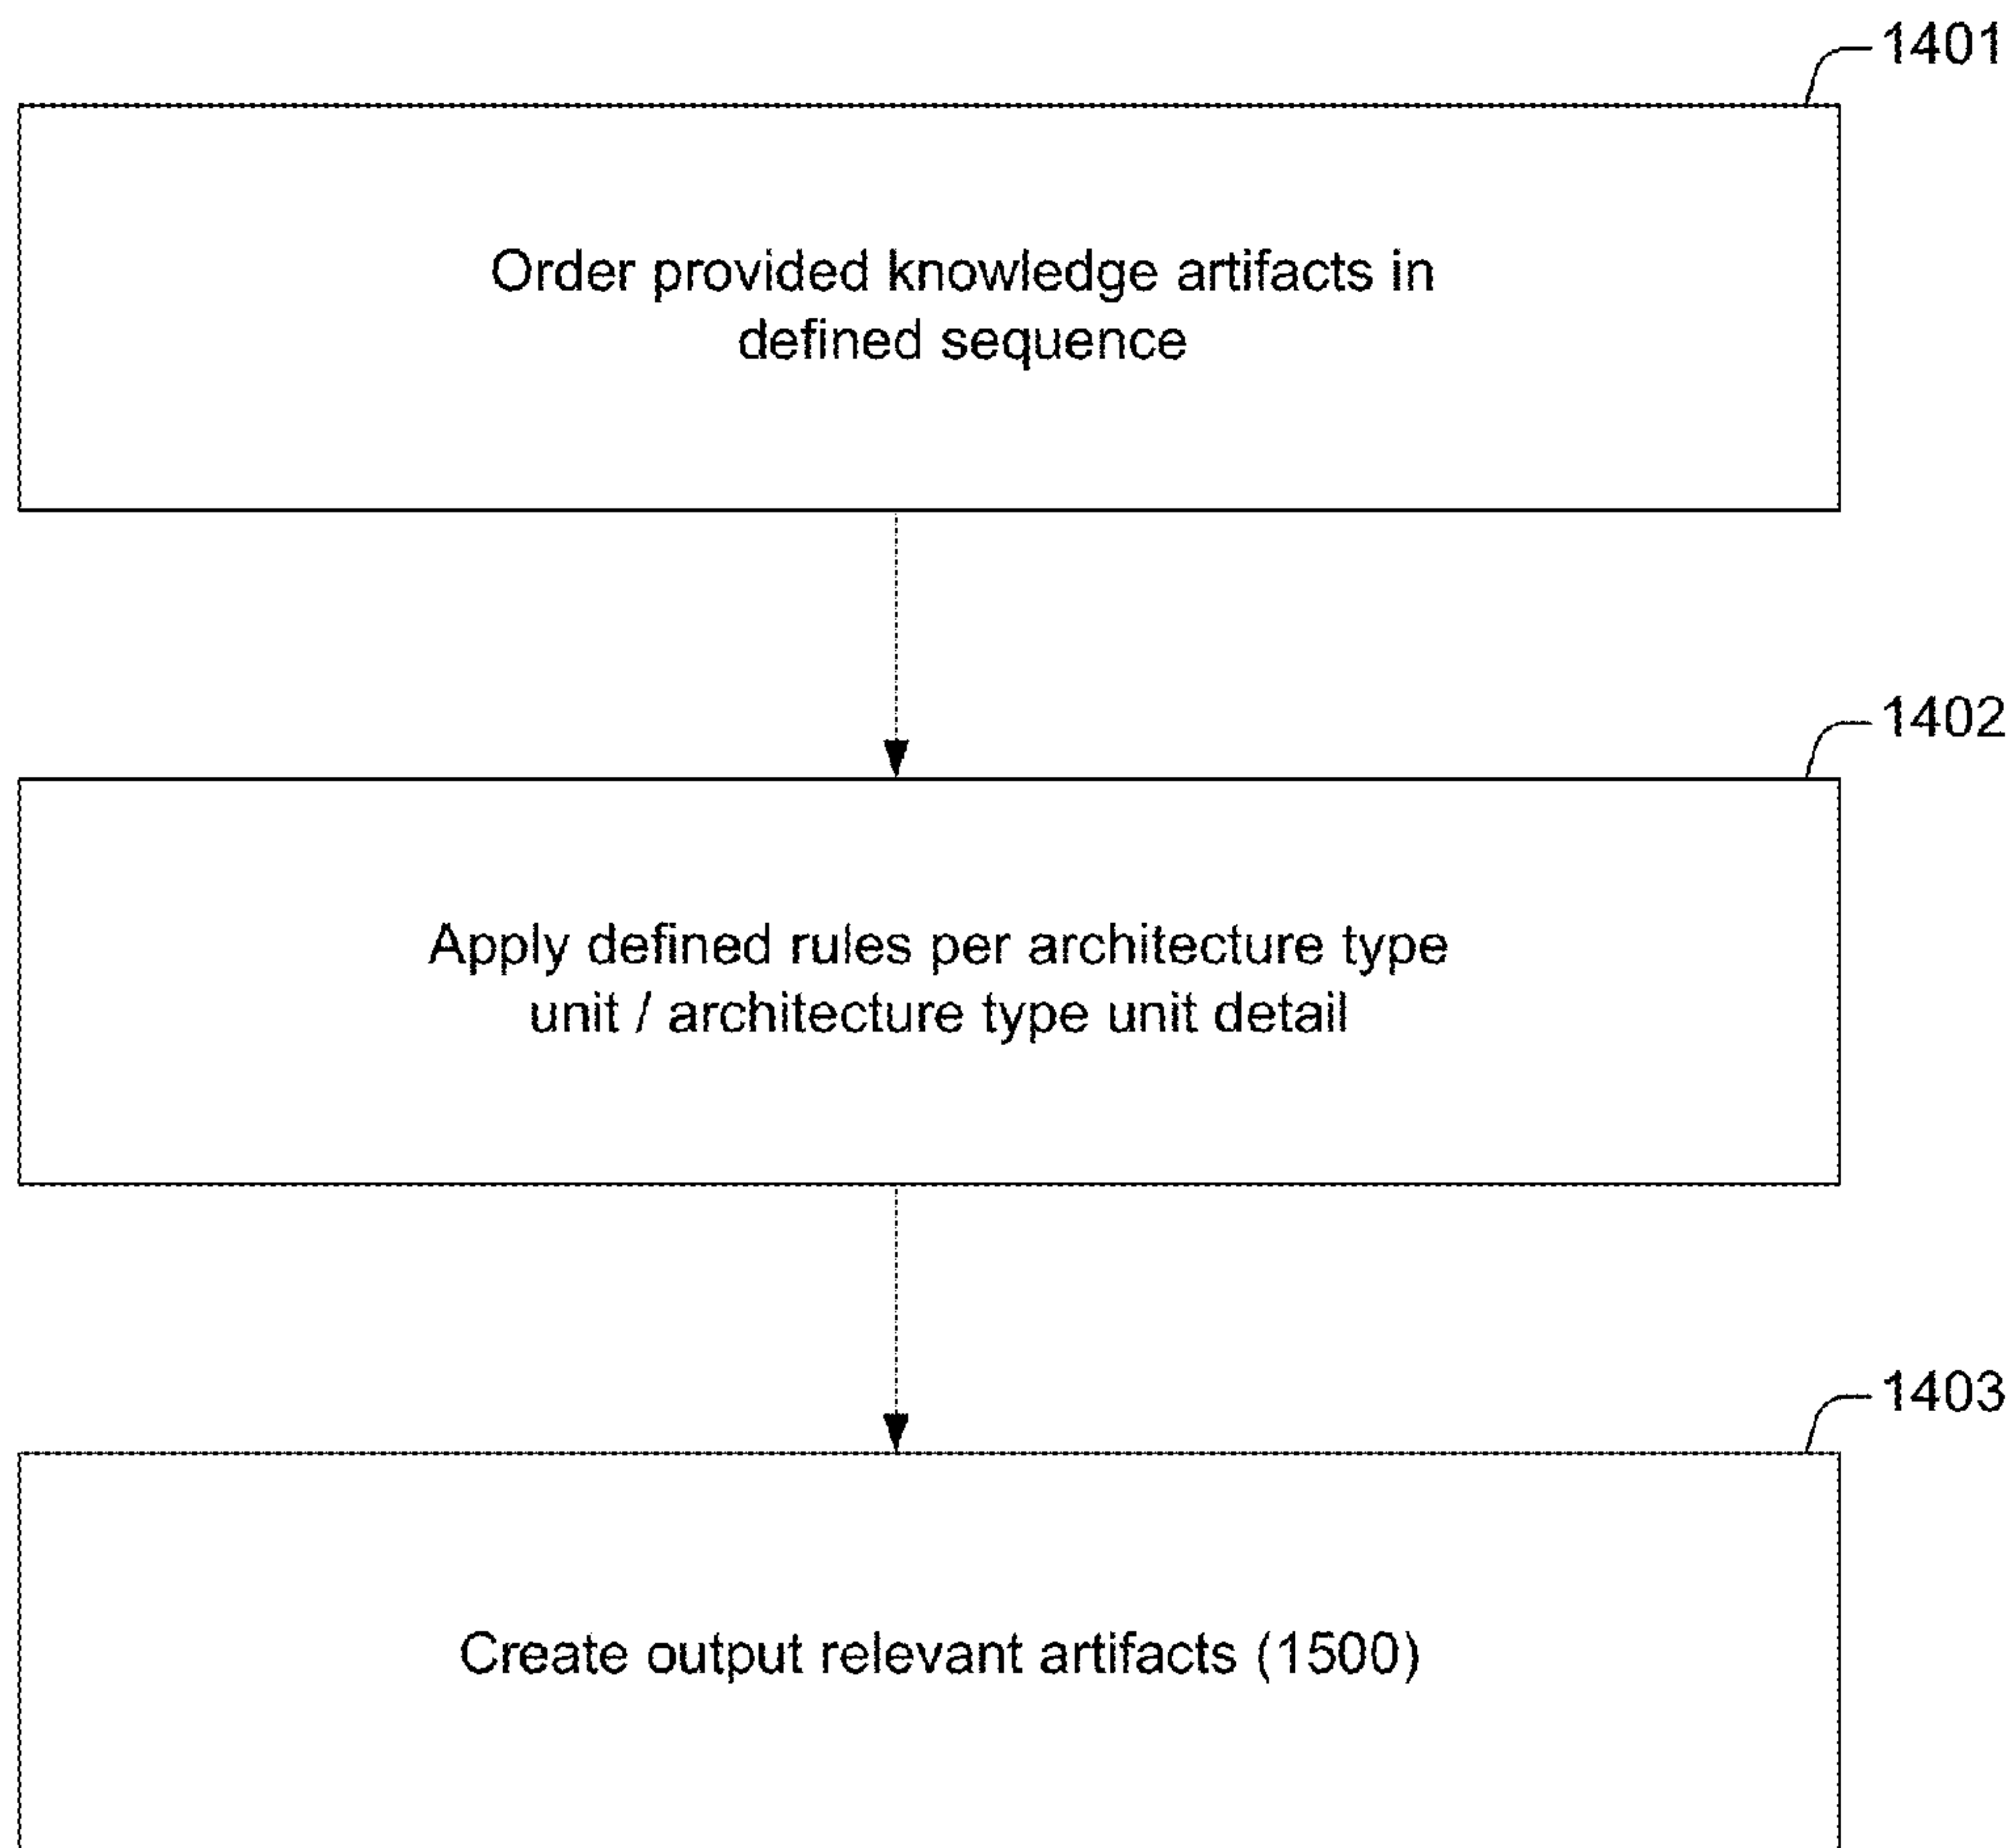 1401
Order provided knowledge artifacts in
defined sequence
1402
Apply defined rules per architecture type
unit / architecture type unit detail
1403
Create output relevant artifacts (1500)